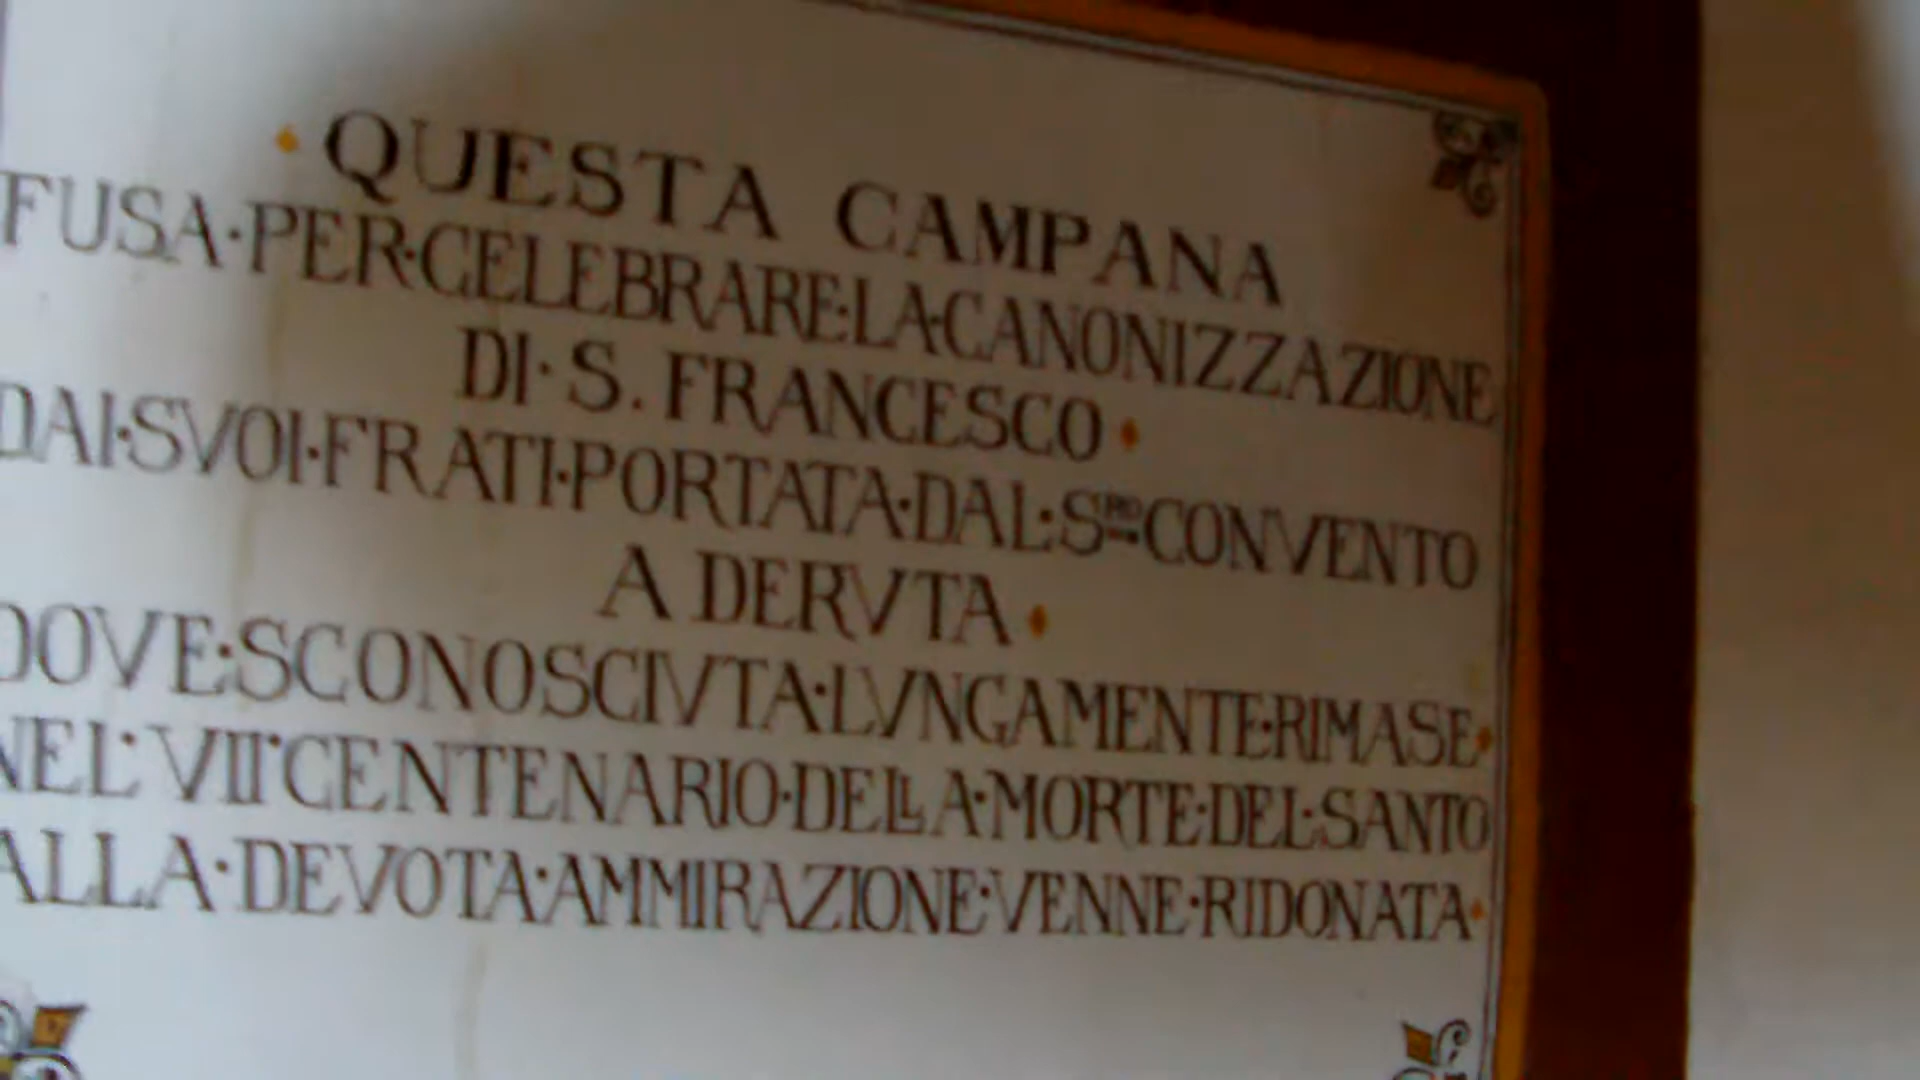 · QUESTA CAMPANA
FUSA·PER·CELEBRARE·LA·CANONIZZAZIONE
DI·S. FRANCESCO·
DAI·SVOI·FRATI·PORTATA·DAL·SRO CONVENTO
A DERVTA·
DOVE·SCONOSCIVTA·LVNGAMENTE·RIMASE·
NEL·VII·CENTENARIO·DELLA·MORTE·DEL·SANTO
ALLA·DEVOTA·AMMIRAZIONE·VENNE·RIDONATA·